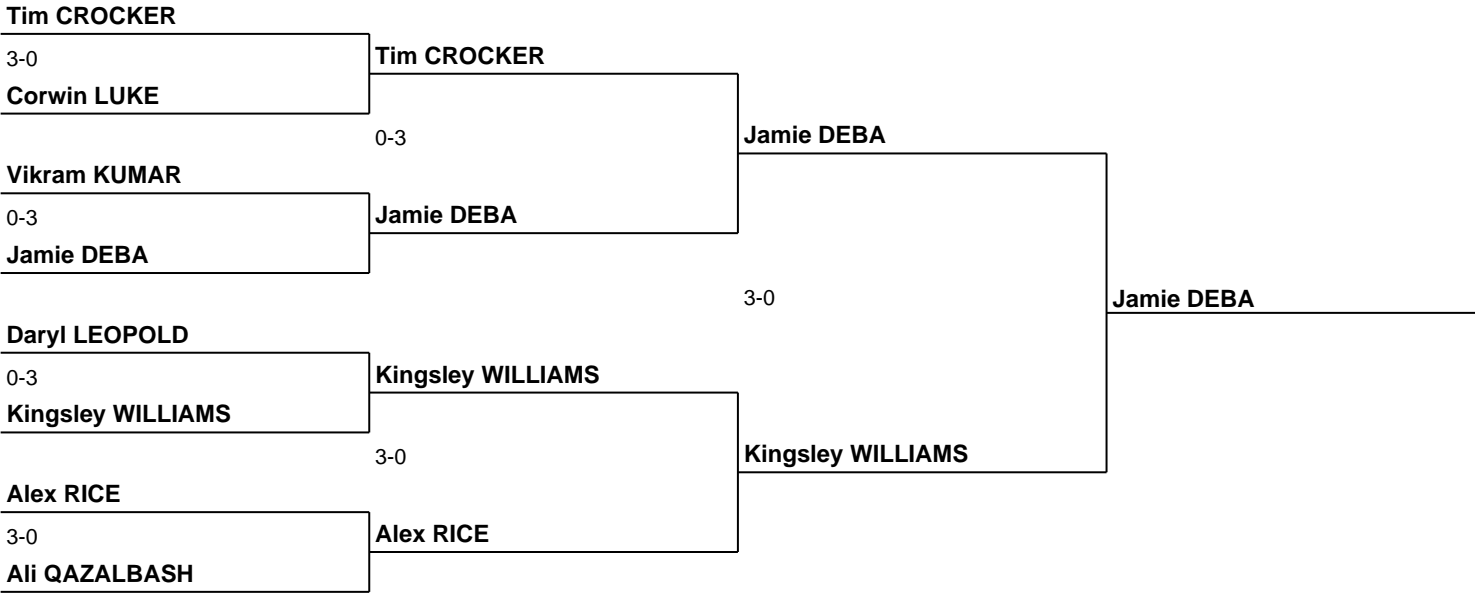 Tim CROCKER
3-0
Corwin LUKE
Tim CROCKER
0-3
Jamie DEBA
Vikram KUMAR
0-3
Jamie DEBA
Jamie DEBA
3-0
Jamie DEBA
Daryl LEOPOLD
0-3
Kingsley WILLIAMS
Kingsley WILLIAMS
3-0
Kingsley WILLIAMS
Alex RICE
3-0
Ali QAZALBASH
Alex RICE